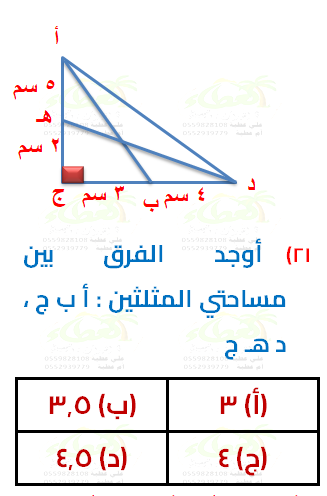 أ
٥ سم
هـ
٢ سم
ج ٣ سم ب ٤ سم د
٢١) أوجد الفرق بين
مساحتي المثلثين : أ ب ج ،
د هـ ج
أ) ٣ ب) ٣,٥
ج) ٤ د) ٤,٥